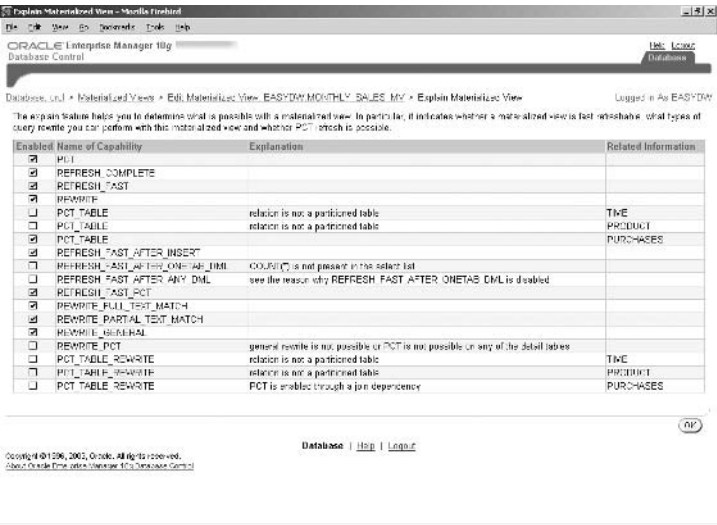 Explain Materialized View - Mozilla Firebird
File Edit View Go Bookmarks Tools Help
ORACLE Enterprise Manager 10g
Database Control
Help Logout
Database
Database: orcl > Materialized Views > Edit Materialized View: EASYDW.MONTHLY_SALES_MV > Explain Materialized View
Logged in As EASYDW
The explain feature helps you to determine what is possible with a materialized view. In particular, it indicates whether a materialized view is fast refreshable, what types of
query rewrite you can perform with this materialized view and whether PCT refresh is possible.
Enabled Name of Capability Explanation Related Information
PCT
REFRESH_COMPLETE
REFRESH_FAST
REWRITE
PCT_TABLE relation is not a partitioned table TIME
PCT_TABLE relation is not a partitioned table PRODUCT
PCT_TABLE PURCHASES
REFRESH_FAST_AFTER_INSERT
REFRESH_FAST_AFTER_ONETAB_DML COUNT(*) is not present in the select list
REFRESH_FAST_AFTER_ANY_DML see the reason why REFRESH_FAST_AFTER_ONETAB_DML is disabled
REFRESH_FAST_PCT
REWRITE_FULL_TEXT_MATCH
REWRITE_PARTIAL_TEXT_MATCH
REWRITE_GENERAL
REWRITE_PCT general rewrite is not possible or PCT is not possible on any of the detail tables
PCT_TABLE_REWRITE relation is not a partitioned table TIME
PCT_TABLE_REWRITE relation is not a partitioned table PRODUCT
PCT_TABLE_REWRITE PCT is enabled through a join dependency PURCHASES
OK
Database | Help | Logout
Copyright © 1996, 2003, Oracle. All rights reserved.
About Oracle Enterprise Manager 10g Database Control